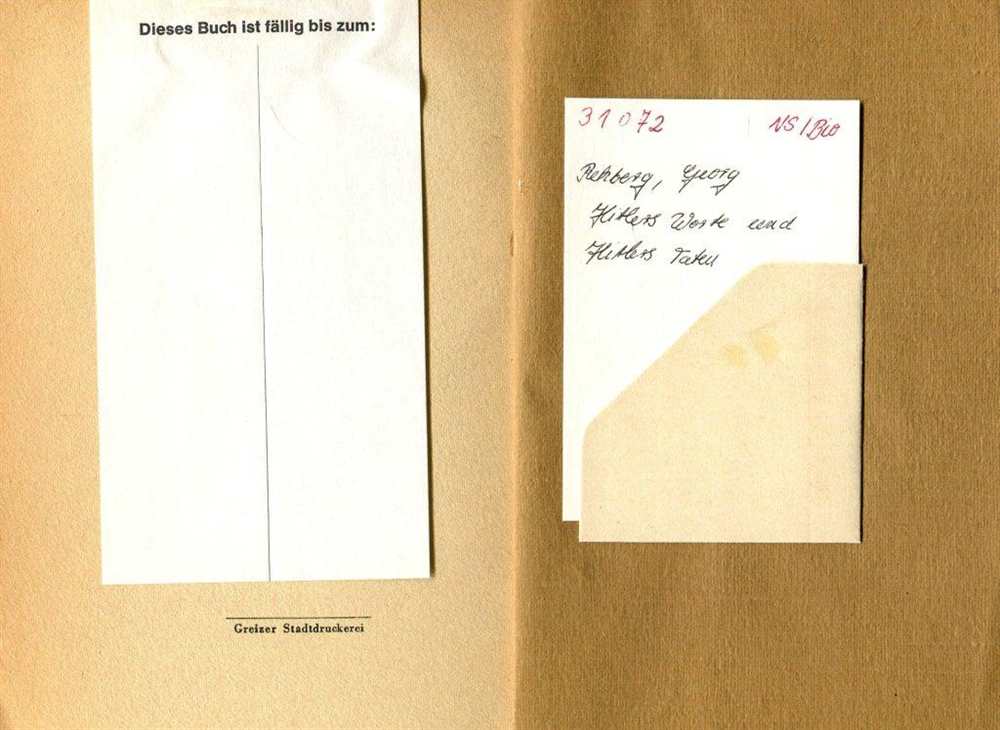 Dieses Buch ist fällig bis zum:
Greizer Stadtdruckerei
31072 NS/Bio
Rehberg, Georg
Hitlers Worte und
Hitlers Taten